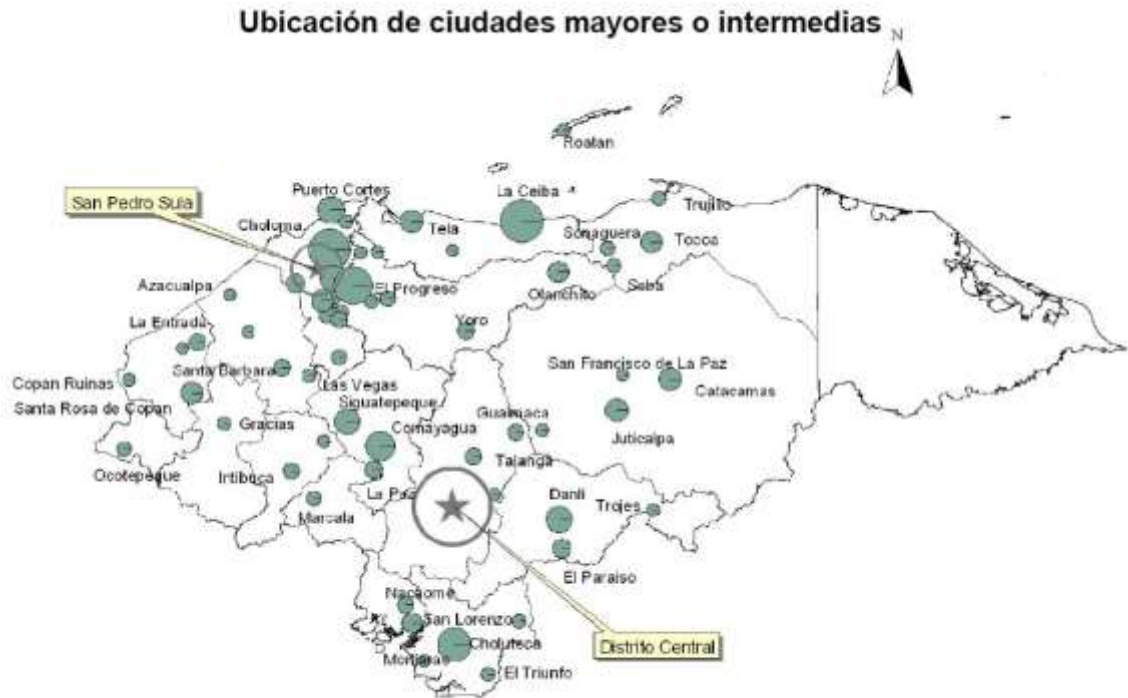 Ubicación de ciudades mayores o intermedias
N
Roatan
Puerto Cortes
La Ceiba
San Pedro Sula
Trujillo
Choloma
Tela
Sonaguera
Tocoa
Azacualpa
El Progreso
Olanchito
Saba
La Entrada
Yoro
San Francisco de La Paz
Copan Ruinas
Santa Barbara
Las Vegas
Catacamas
Santa Rosa de Copan
Siguatepeque
Guaimaca
Gracias
Comayagua
Juticalpa
Ocotepeque
Intibuca
Talanga
La Paz
Danli
Trojes
Marcala
El Paraiso
Nacaome
San Lorenzo
Choluteca
Distrito Central
El Triunfo